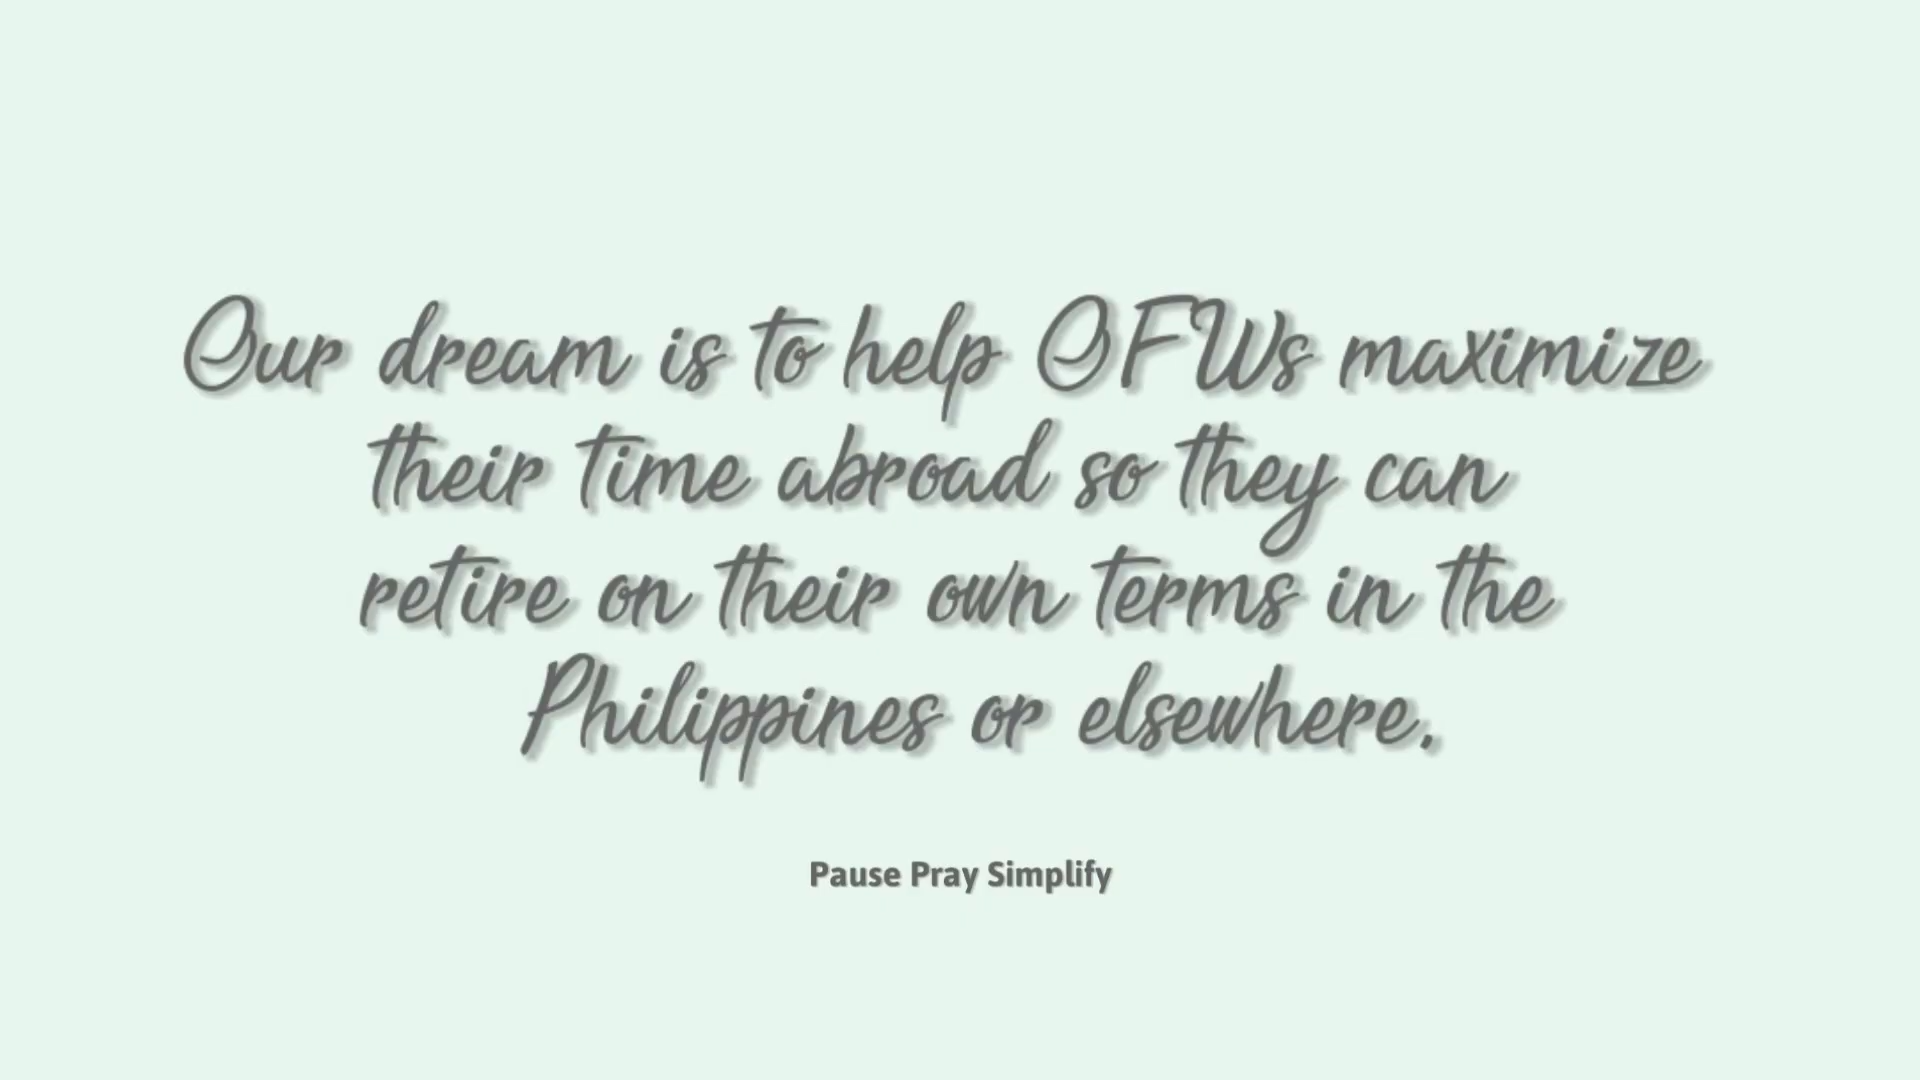 Our dream is to help OFWs maximize
their time abroad so they can
retire on their own terms in the
Philippines or elsewhere.
Pause Pray Simplify